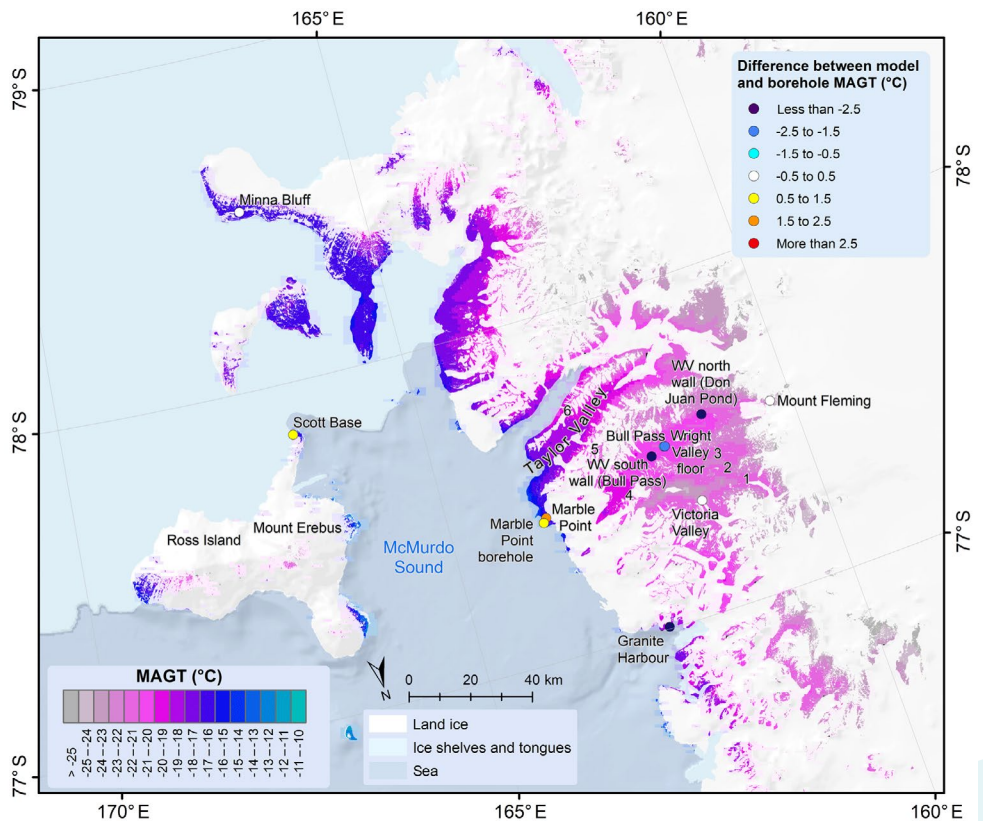 165° E
160° E
79° S
78° S
77° S
78° S
77° S
170° E
165° E
160° E
Difference between model
and borehole MAGT (°C)
Less than -2.5
-2.5 to -1.5
-1.5 to -0.5
-0.5 to 0.5
0.5 to 1.5
1.5 to 2.5
More than 2.5
Minna Bluff
WV north
wall (Don
Juan Pond)
Mount Fleming
Scott Base
6
Taylor Valley
Bull Pass
Wright
Valley
floor
3
2
1
5
WV south
wall (Bull Pass)
4
Victoria
Valley
Marble
Point
Marble
Point
borehole
Mount Erebus
Ross Island
McMurdo
Sound
Granite
Harbour
MAGT (°C)
> -25
-25 – -24
-24 – -23
-23 – -22
-22 – -21
-21 – -20
-20 – -19
-19 – -18
-18 – -17
-17 – -16
-16 – -15
-15 – -14
-14 – -13
-13 – -12
-12 – -11
-11 – -10
N
0 20 40 km
Land ice
Ice shelves and tongues
Sea